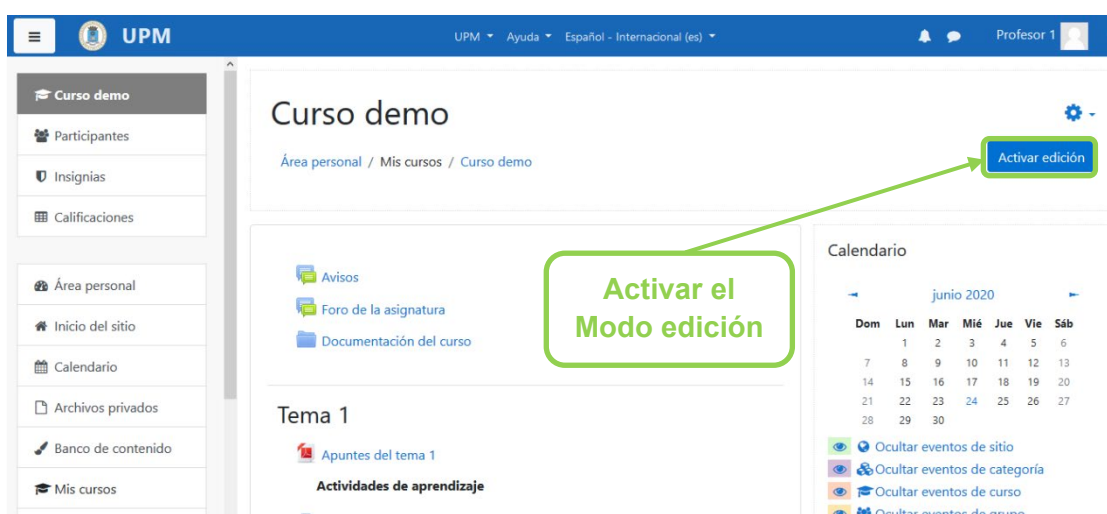 UPM
UPM Ayuda Español - Internacional (es)
Profesor 1
Curso demo
Participantes
Insignias
Calificaciones
Área personal
Inicio del sitio
Calendario
Archivos privados
Banco de contenido
Mis cursos
Curso demo
Área personal / Mis cursos / Curso demo
Activar edición
Activar el
Modo edición
Avisos
Foro de la asignatura
Documentación del curso
Tema 1
Apuntes del tema 1
Actividades de aprendizaje
Calendario
junio 2020
Dom Lun Mar Mié Jue Vie Sáb
1 2 3 4 5 6
7 8 9 10 11 12 13
14 15 16 17 18 19 20
21 22 23 24 25 26 27
28 29 30
Ocultar eventos de sitio
Ocultar eventos de categoría
Ocultar eventos de curso
Ocultar eventos de grupo